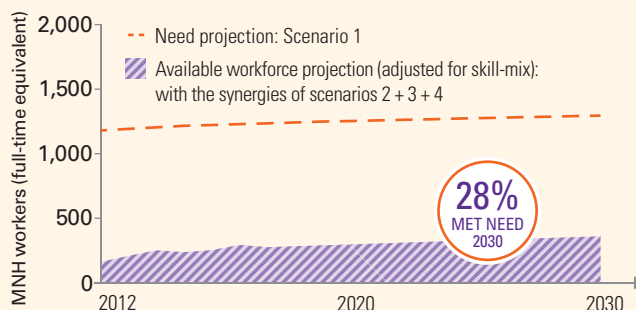 MNH workers (full-time equivalent)
2,000
1,500
1,000
500
0
Need projection: Scenario 1
Available workforce projection (adjusted for skill-mix):
with the synergies of scenarios 2 + 3 + 4
28%
MET NEED
2030
2012
2020
2030